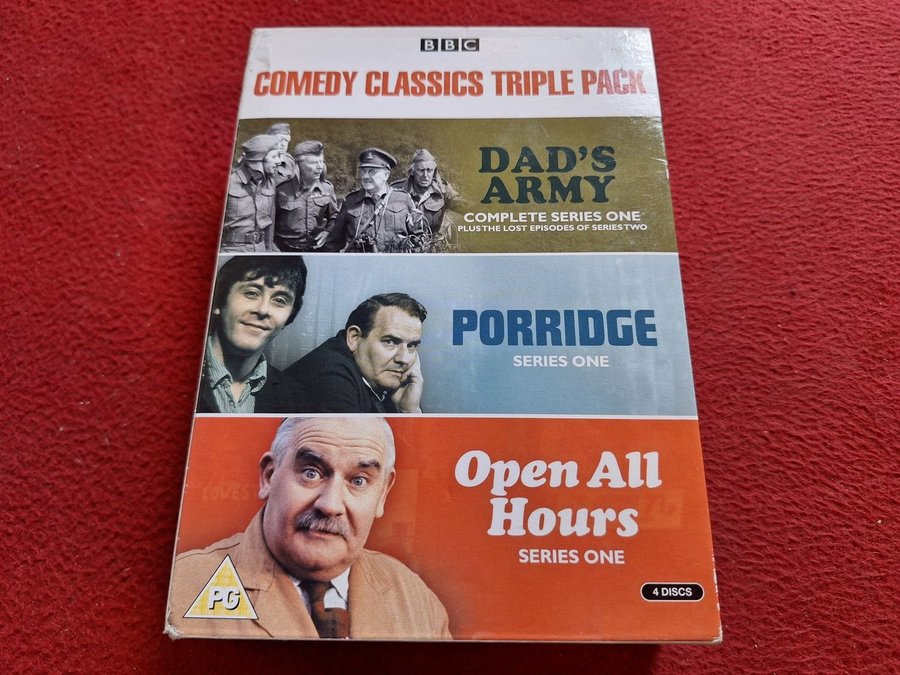 BBC
COMEDY CLASSICS TRIPLE PACK
DAD'S
ARMY
COMPLETE SERIES ONE
PLUS THE LOST EPISODES OF SERIES TWO
PORRIDGE
SERIES ONE
Open All
Hours
SERIES ONE
PG
4 DISCS